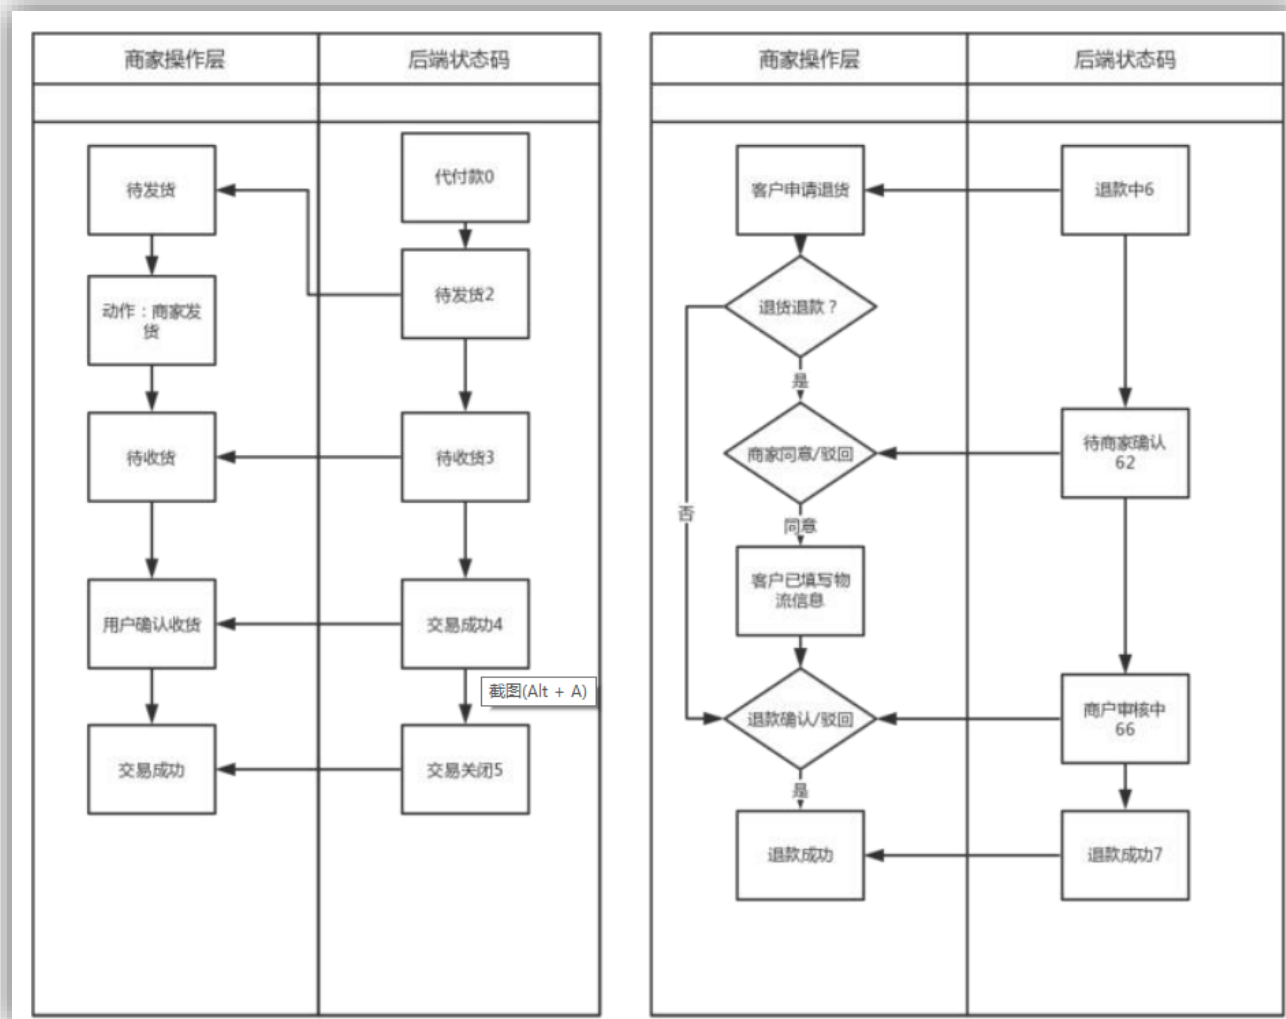 商家操作层
后端状态码
待发货
代付款0
待发货2
动作：商家发
货
待收货
待收货3
用户确认收货
交易成功4
截图(Alt + A)
交易成功
交易关闭5
商家操作层
后端状态码
客户申请退货
退款中6
退货退款？
是
商家同意/驳回
待商家确认
62
否
同意
客户已填写物
流信息
退款确认/驳回
商户审核中
66
是
退款成功
退款成功7